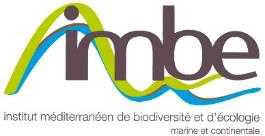 imbe
institut méditerranéen de biodiversité et d'écologie
marine et continentale